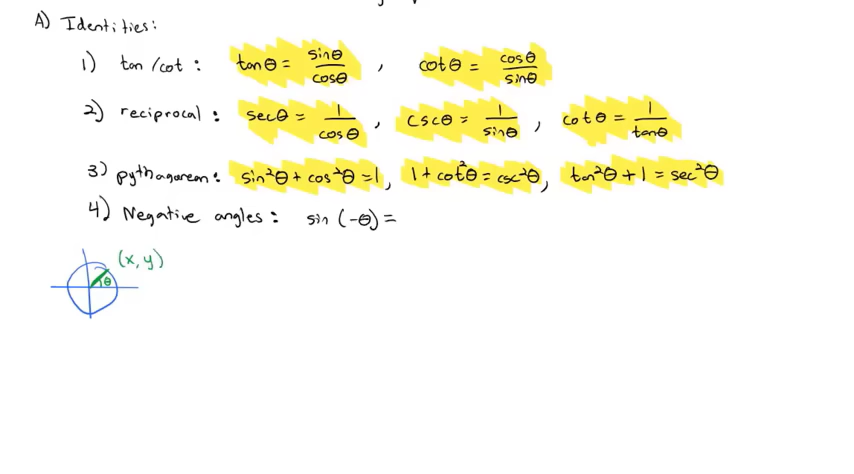 A) Identities:
1) tan/cot: tanθ = sinθ/cosθ, cotθ = cosθ/sinθ
2) reciprocal: secθ = 1/cosθ, cscθ = 1/sinθ, cotθ = 1/tanθ
3) pythagorean: sin²θ + cos²θ = 1, 1 + cot²θ = csc²θ, tan²θ + 1 = sec²θ
4) Negative angles: sin(-θ) =
(x, y)
θ